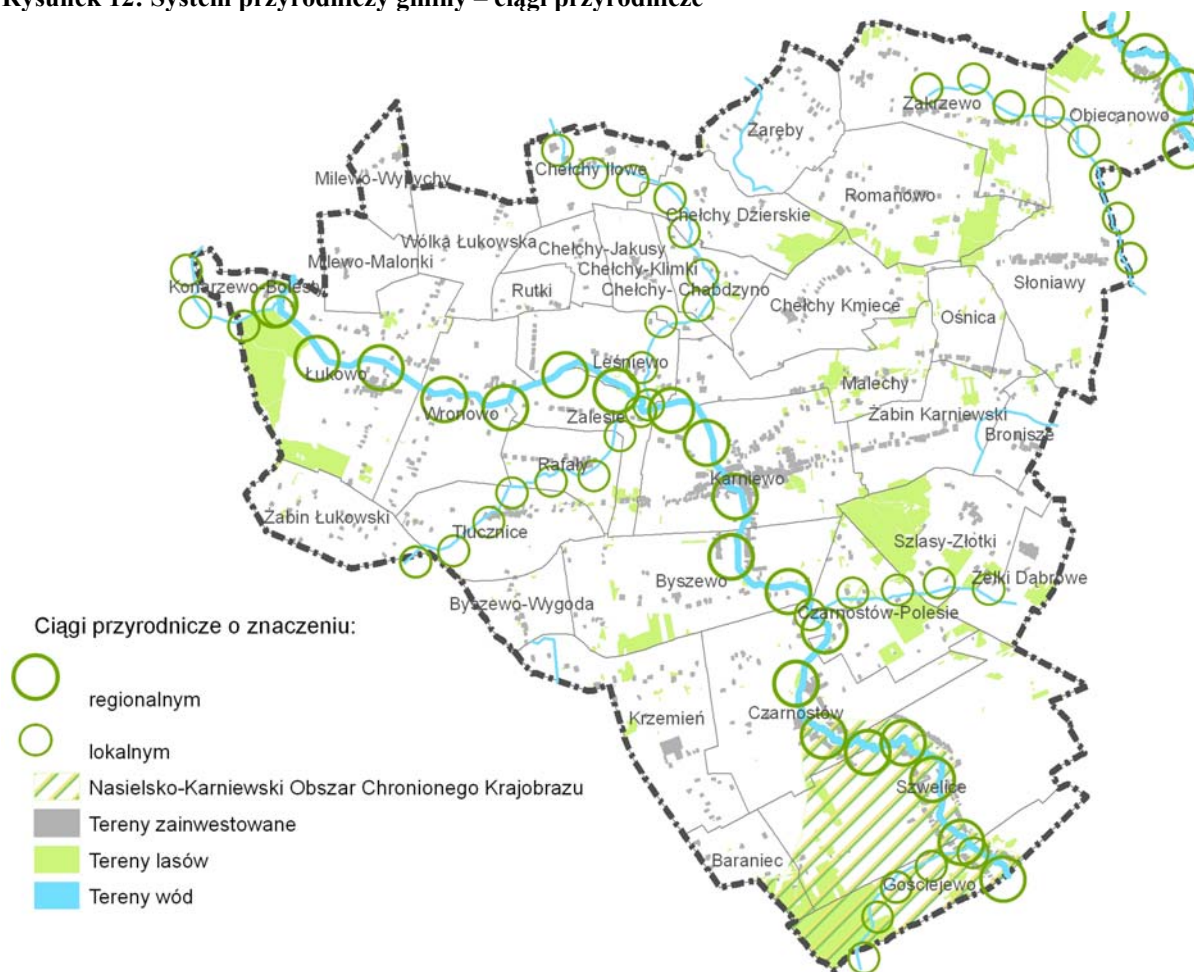 Rysunek 12: System przyrodniczy gminy – ciągi przyrodnicze
Zakrzewo
Obiecanowo
Zaręby
Chełchy Iłowe
Milewo-Wypychy
Romanowo
Chełchy Dzierskie
Wólka Łukowska
Chełchy-Jakusy
Milewo-Malonki
Chełchy-Klimki
Słoniawy
Konarzewo-Bolesty
Rutki
Chełchy- Chabdzyno
Chełchy Kmiece
Ośnica
Leśniewo
Łukowo
Malechy
Wronowo
Zalesie
Żabin Karniewski
Bronisze
Rafały
Karniewo
Żabin Łukowski
Tłucznice
Szlasy-Złotki
Byszewo
Żelki Dąbrowe
Byszewo-Wygoda
Czarnostów-Polesie
Krzemień
Czarnostów
Szwelice
Baraniec
Gościejewo
Ciągi przyrodnicze o znaczeniu:
regionalnym
lokalnym
Nasielsko-Karniewski Obszar Chronionego Krajobrazu
Tereny zainwestowane
Tereny lasów
Tereny wód